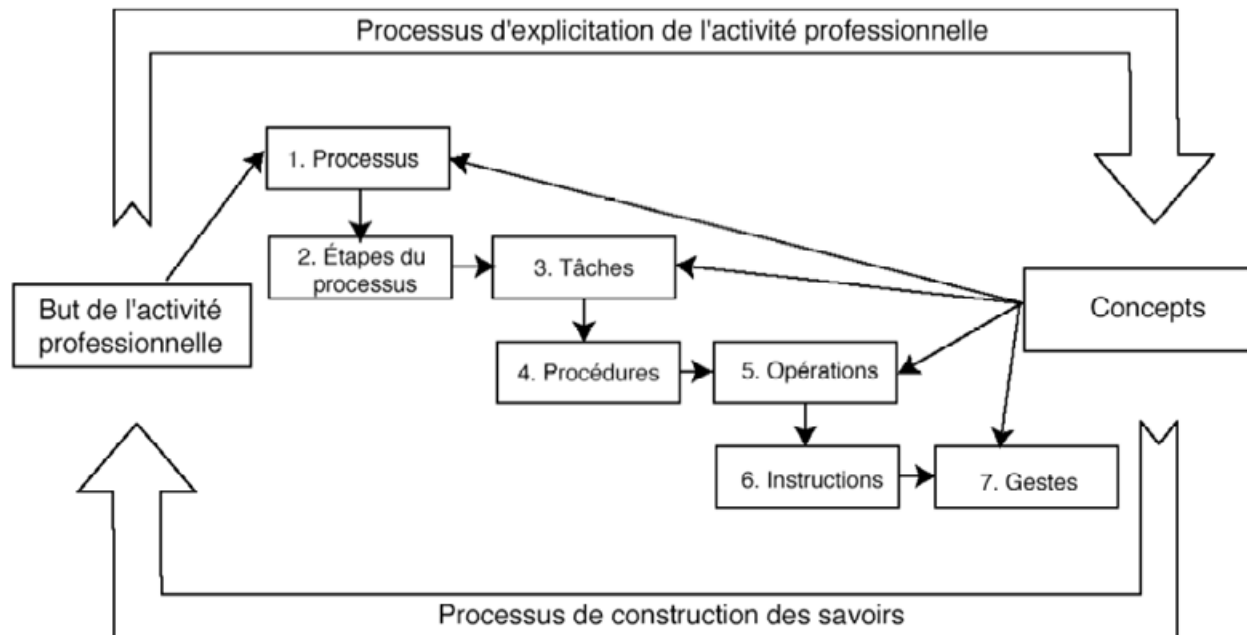 Processus d'explicitation de l'activité professionnelle
1. Processus
2. Étapes du
processus
3. Tâches
But de l'activité
professionnelle
Concepts
4. Procédures
5. Opérations
6. Instructions
7. Gestes
Processus de construction des savoirs